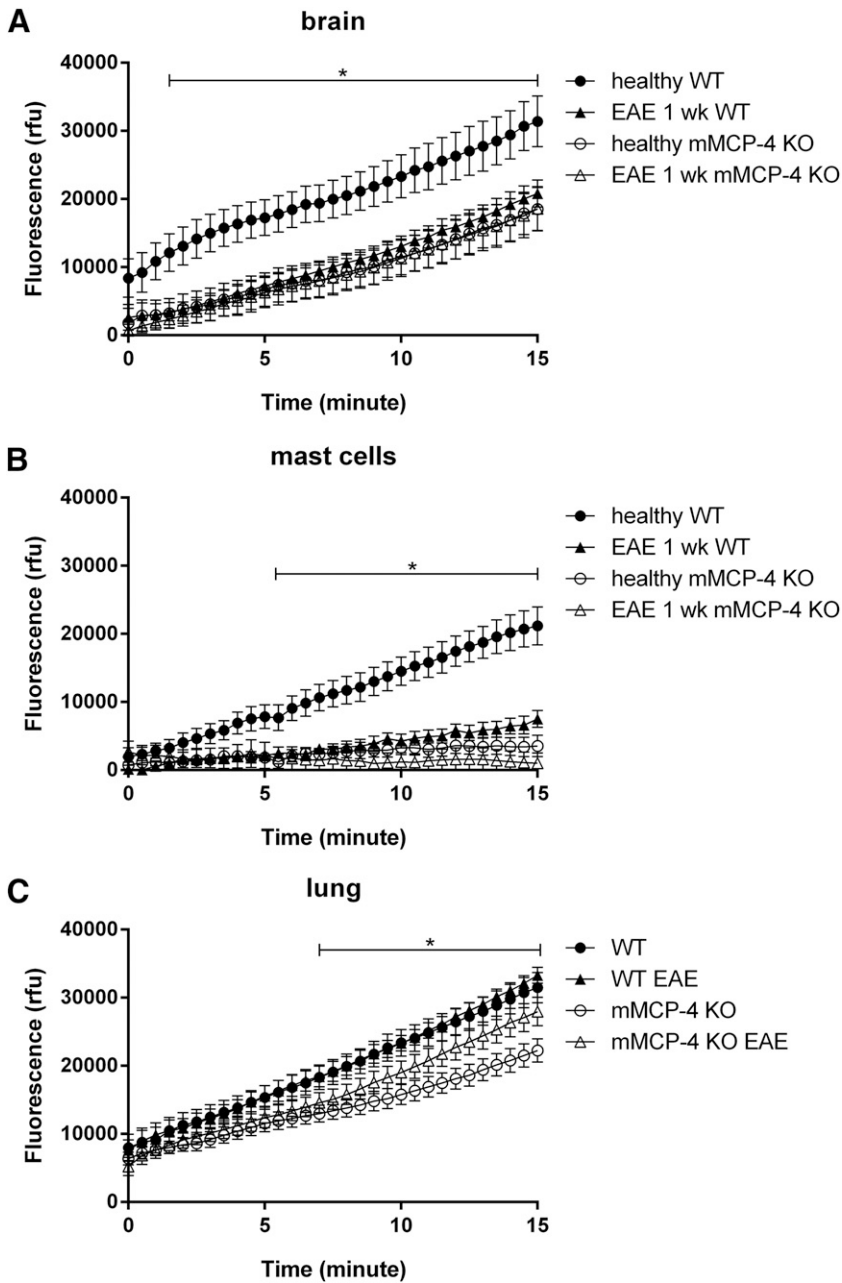 A
brain
40000
30000
20000
10000
0
Fluorescence (rfu)
*
0
5
10
15
Time (minute)
healthy WT
EAE 1 wk WT
healthy mMCP-4 KO
EAE 1 wk mMCP-4 KO
B
mast cells
40000
30000
20000
10000
0
Fluorescence (rfu)
*
0
5
10
15
Time (minute)
healthy WT
EAE 1 wk WT
healthy mMCP-4 KO
EAE 1 wk mMCP-4 KO
C
lung
40000
30000
20000
10000
0
Fluorescence (rfu)
*
0
5
10
15
Time (minute)
WT
WT EAE
mMCP-4 KO
mMCP-4 KO EAE